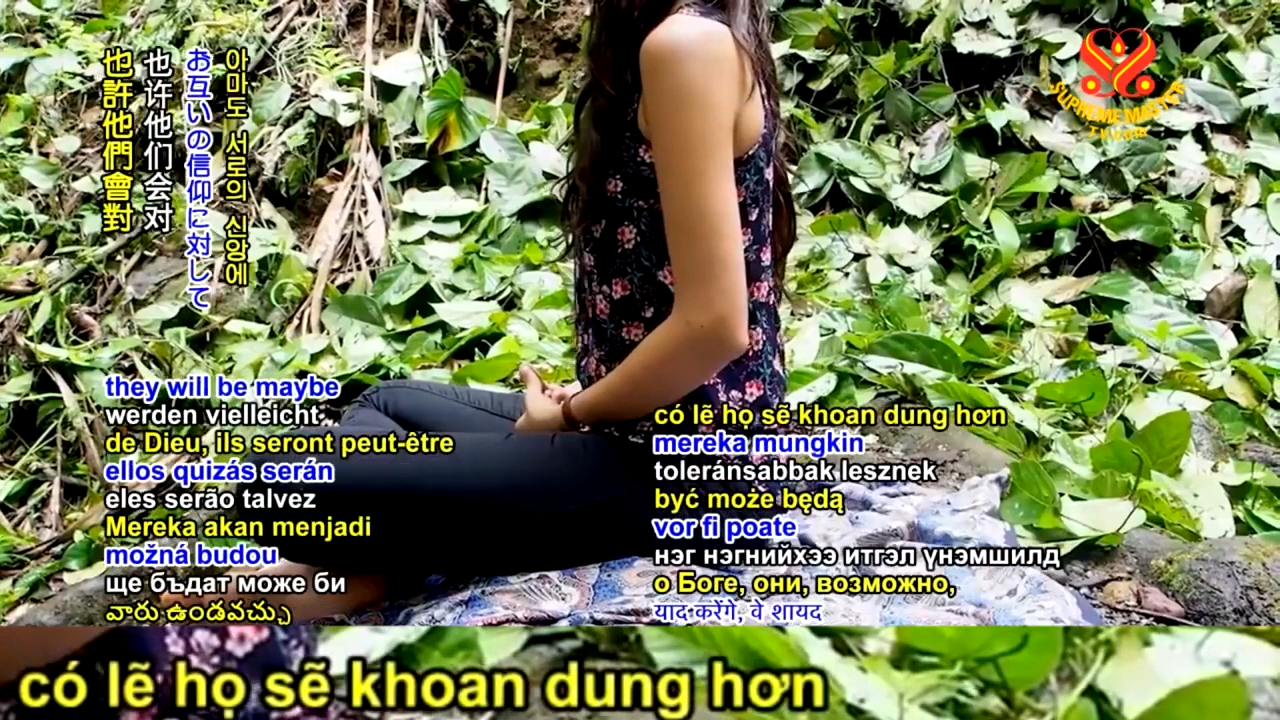 아마도 서로의 신앙에
お互いの信仰に対して
也许他们会对
也許他們會對
SUPREME MASTER
TV.com
they will be maybe
werden vielleicht
de Dieu, ils seront peut-être
ellos quizás serán
eles serão talvez
Mereka akan menjadi
možná budou
ще бъдат може би
వారు ఉండవచ్చు
có lẽ họ sẽ khoan dung hơn
mereka mungkin
toleránsabbak lesznek
być może będą
vor fi poate
нэг нэгнийхээ итгэл үнэмшилд
о Боге, они, возможно,
याद करेंगे, वे शायद
có lẽ họ sẽ khoan dung hơn